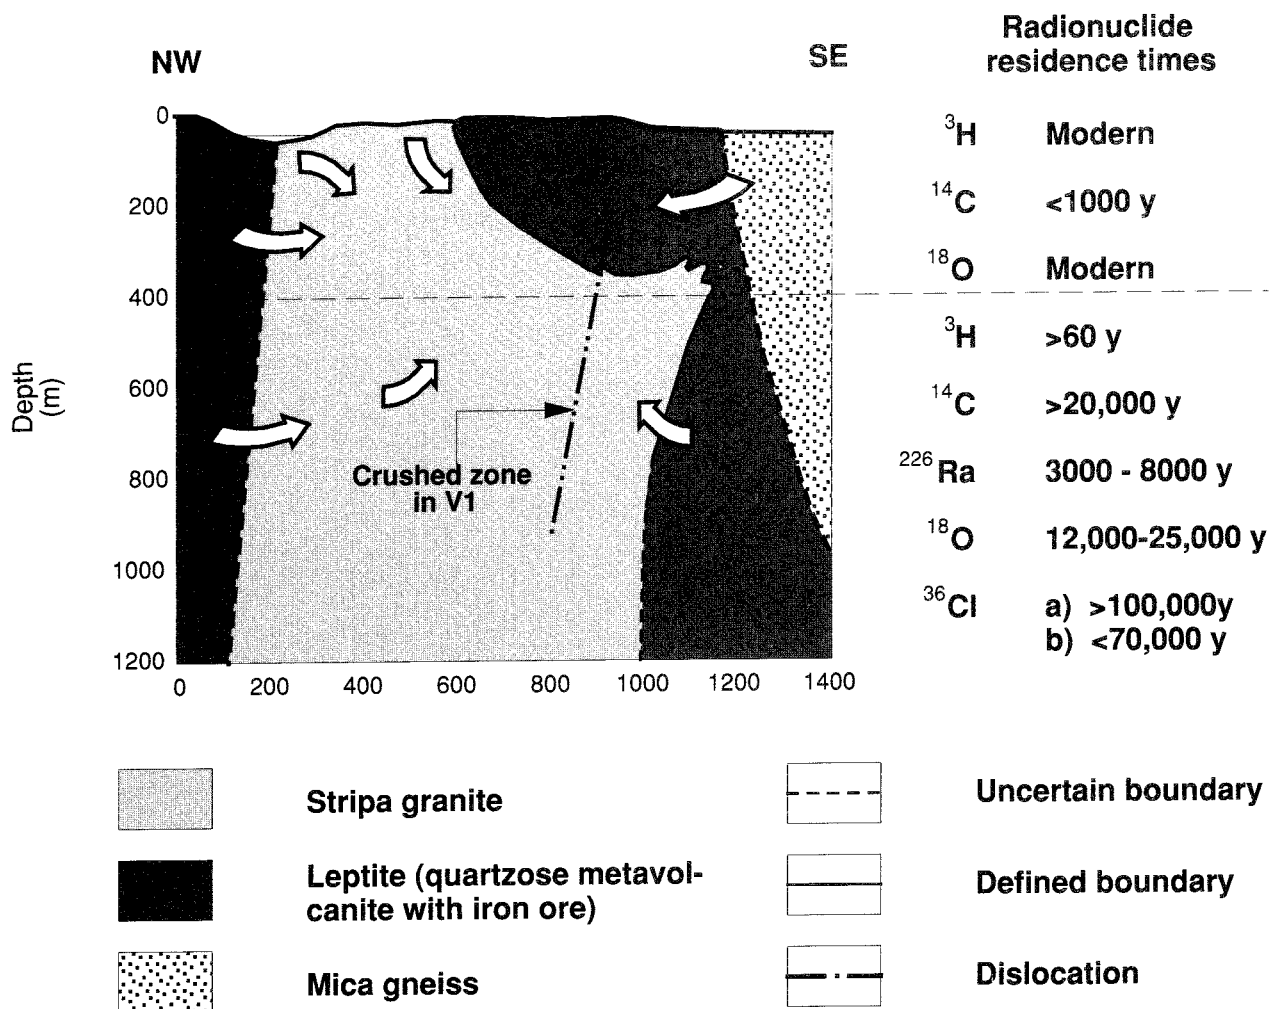 Radionuclide
residence times
NW
SE
0
200
400
600
800
1000
1200
Depth
(m)
Crushed zone
in V1
0 200 400 600 800 1000 1200 1400
³H Modern
¹⁴C <1000 y
¹⁸O Modern
³H >60 y
¹⁴C >20,000 y
²²⁶Ra 3000 - 8000 y
¹⁸O 12,000-25,000 y
³⁶Cl a) >100,000y
b) <70,000 y
Stripa granite
Leptite (quartzose metavol-
canite with iron ore)
Mica gneiss
Uncertain boundary
Defined boundary
Dislocation